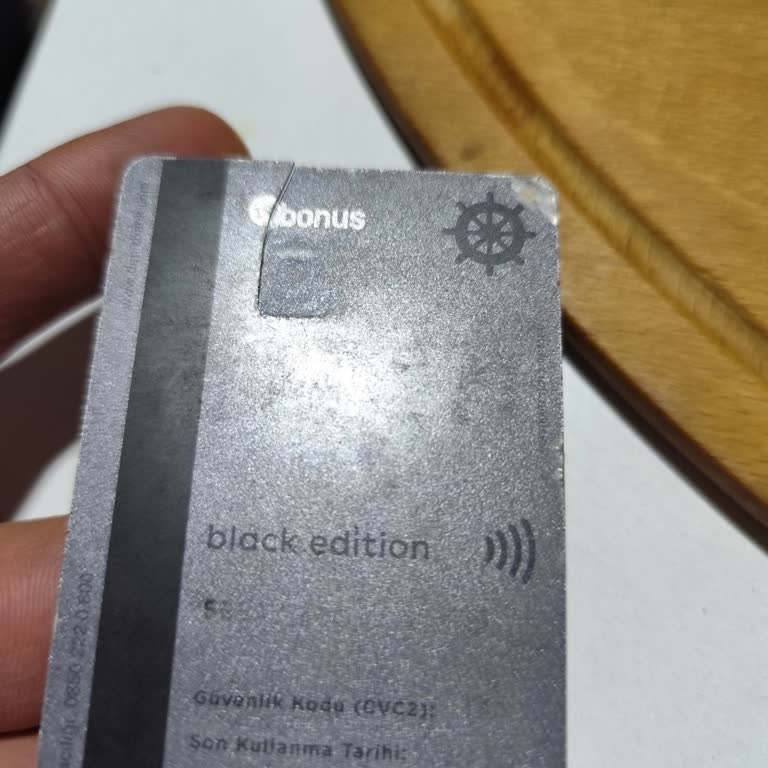 bonus
black edition
Güvenlik Kodu (CVC2):
Son Kullanma Tarihi:
0850 222 0 800